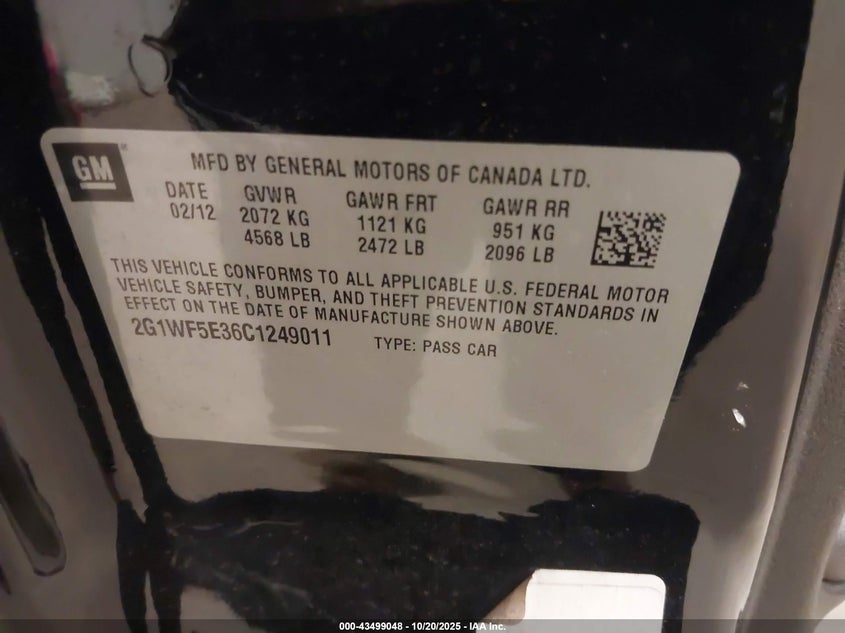 GM
MFD BY GENERAL MOTORS OF CANADA LTD.
DATE GVWR GAWR FRT GAWR RR
02/12 2072 KG 1121 KG 951 KG
4568 LB 2472 LB 2096 LB
THIS VEHICLE CONFORMS TO ALL APPLICABLE U.S. FEDERAL MOTOR
VEHICLE SAFETY, BUMPER, AND THEFT PREVENTION STANDARDS IN
EFFECT ON THE DATE OF MANUFACTURE SHOWN ABOVE.
2G1WF5E36C1249011 TYPE: PASS CAR
000-43499048 - 10/20/2025 - IAA Inc.